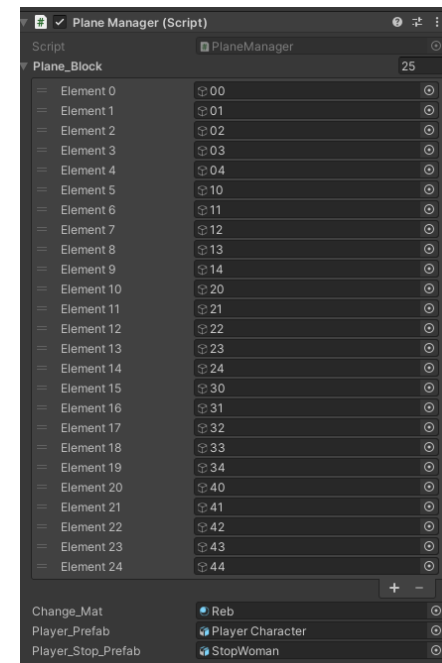 # Plane Manager (Script)
Script PlaneManager
Plane_Block 25
Element 0 00
Element 1 01
Element 2 02
Element 3 03
Element 4 04
Element 5 10
Element 6 11
Element 7 12
Element 8 13
Element 9 14
Element 10 20
Element 11 21
Element 12 22
Element 13 23
Element 14 24
Element 15 30
Element 16 31
Element 17 32
Element 18 33
Element 19 34
Element 20 40
Element 21 41
Element 22 42
Element 23 43
Element 24 44
+ -
Change_Mat Reb
Player_Prefab Player Character
Player_Stop_Prefab StopWoman